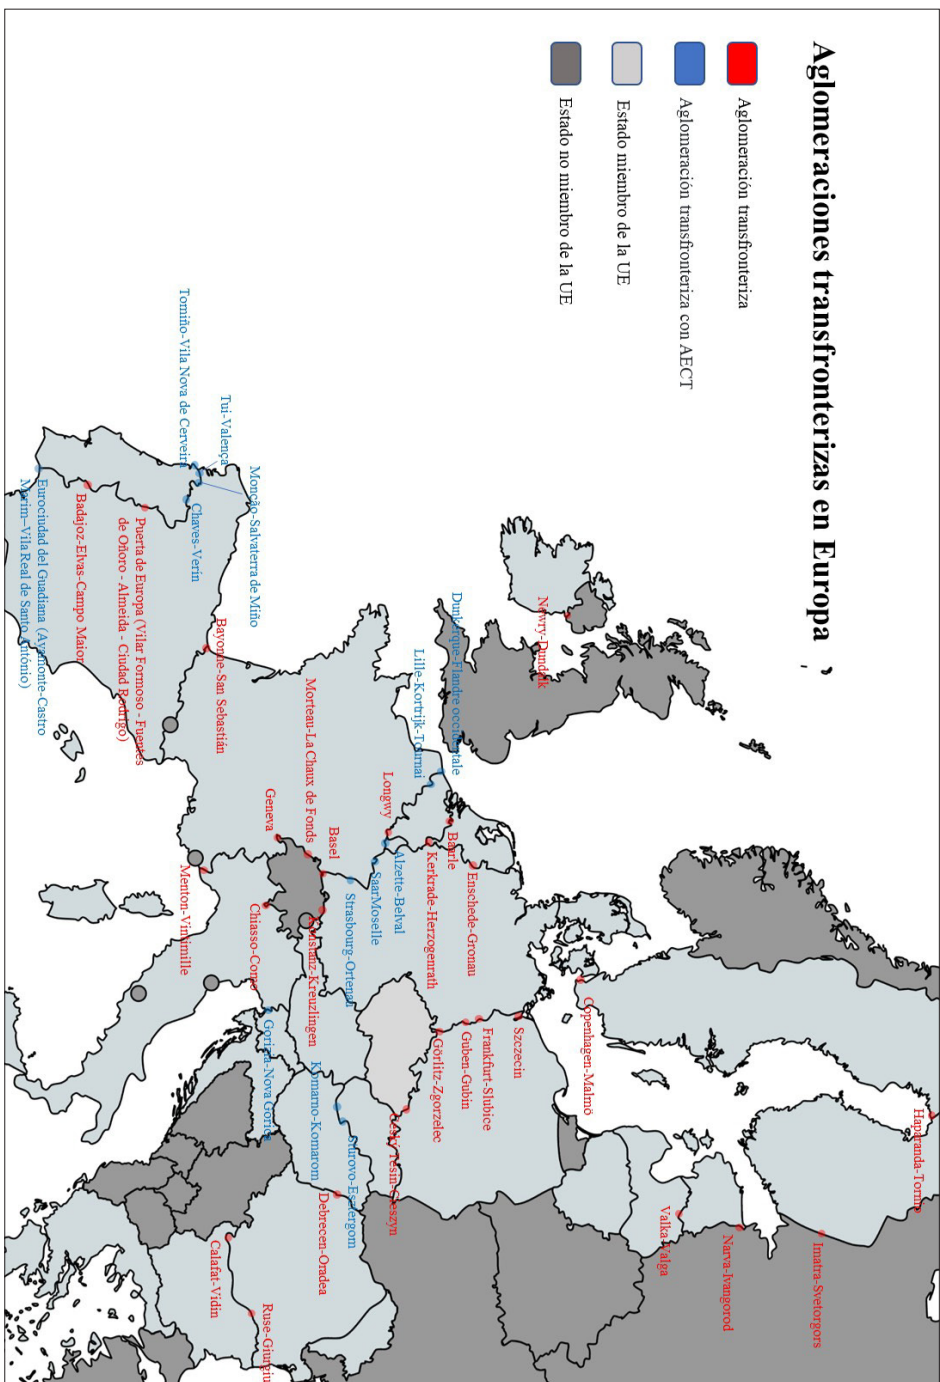 Aglomeraciones transfronterizas en Europa
Aglomeración transfronteriza
Aglomeración transfronteriza con AECT
Estado miembro de la UE
Estado no miembro de la UE
Haparanda-Tornio
Imatra-Svetorgors
Narva-Ivangorod
Valka-Valga
Copenhagen-Malmö
Newry-Dundalk
Szczecin
Frankfurt-Slubice
Guben-Gubin
Görlitz-Zgorzelec
Enschede-Gronau
Baarle
Kerkrade-Herzogenrath
Dunkerque-Flandre occidentale
Lille-Kortrijk-Tournai
Longwy
Alzette-Belval
SaarMoselle
Strasbourg-Ortenau
Český Těšín-Cieszyn
Basel
Morteau-La Chaux de Fonds
Konstanz-Kreuzlingen
Geneva
Chiasso-Como
Sturovo-Esztergom
Komarno-Komarom
Debrecen-Oradea
Gorizia-Nova Gorica
Ruse-Giurgiu
Calafat-Vidin
Menton-Vintimille
Bayonne-San Sebastián
Monção-Salvaterra de Miño
Tui-Valença
Tomiño-Vila Nova de Cerveira
Chaves-Verin
Puerta de Europa (Vilar Formoso - Fuentes
de Oñoro - Almeida - Ciudad Rodrigo)
Badajoz-Elvas-Campo Maior
Eurociudad del Guadiana (Ayamonte-Castro
Marim–Vila Real de Santo António)